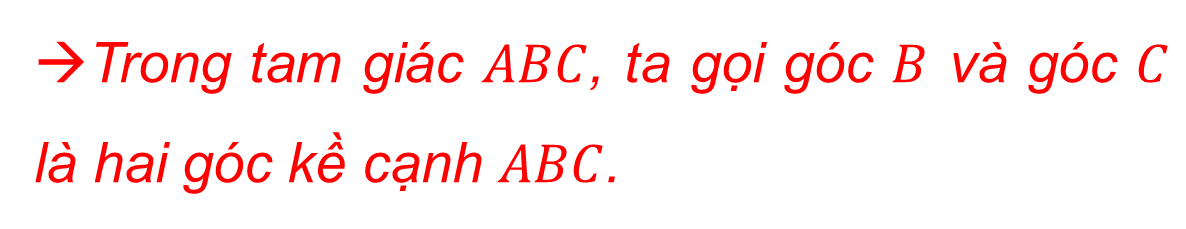 →Trong tam giác ABC, ta gọi góc B và góc C
là hai góc kề cạnh ABC.